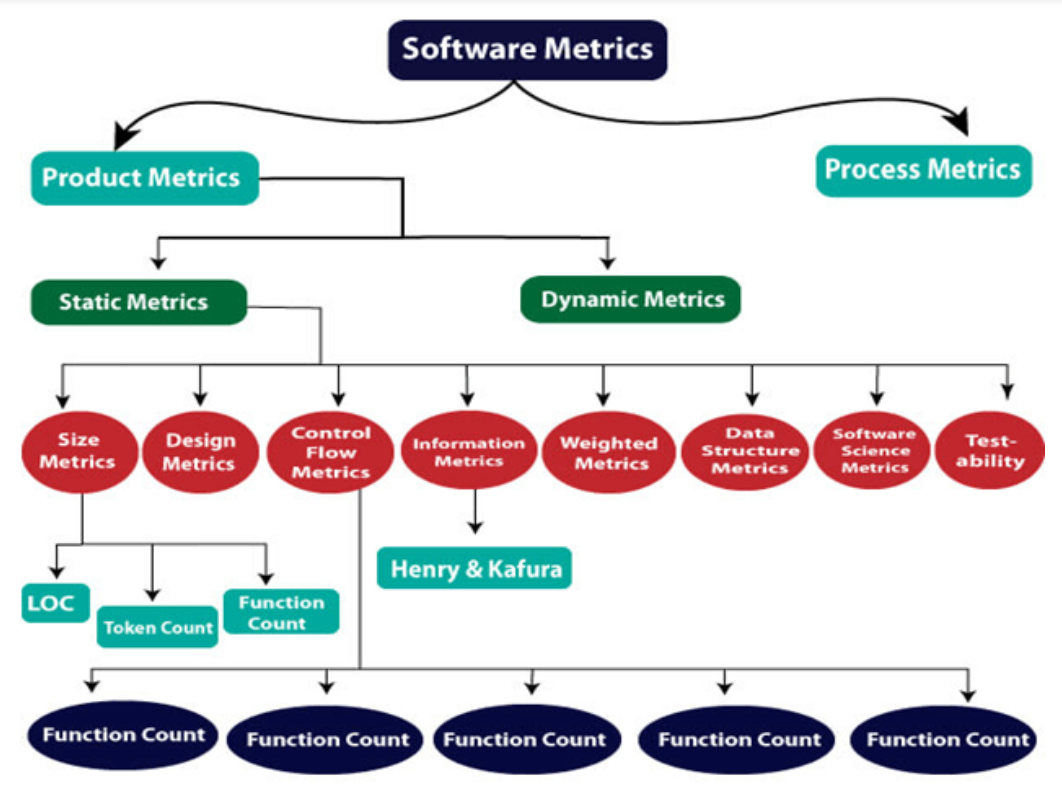 Software Metrics
Product Metrics
Process Metrics
Static Metrics
Dynamic Metrics
Size
Metrics
Design
Metrics
Control
Flow
Metrics
Information
Metrics
Weighted
Metrics
Data
Structure
Metrics
Software
Science
Metrics
Test-
ability
LOC
Token Count
Function
Count
Henry & Kafura
Function Count
Function Count
Function Count
Function Count
Function Count